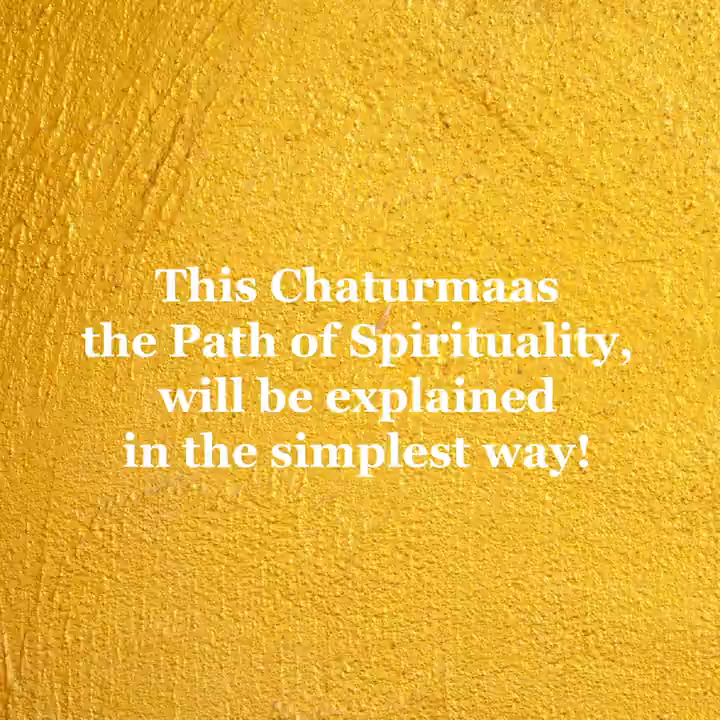 This Chaturmaas
the Path of Spirituality,
will be explained
in the simplest way!